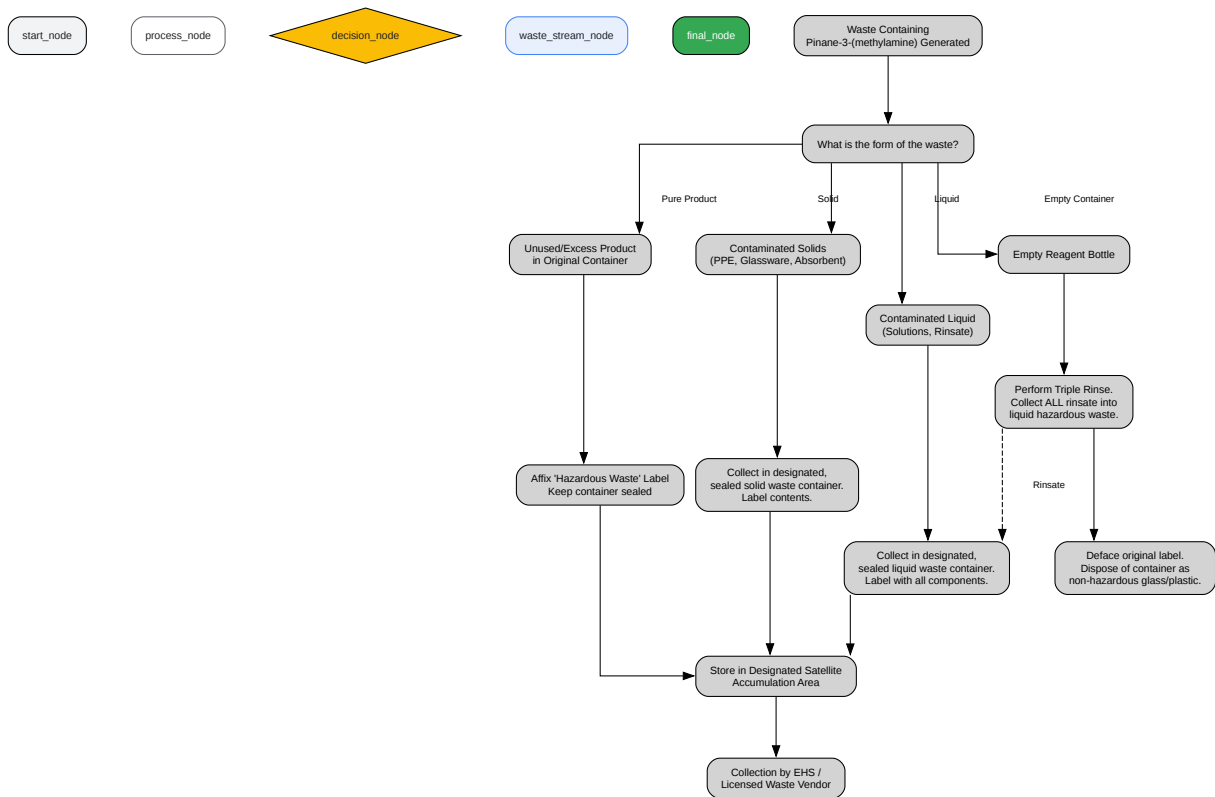 start_node
process_node
decision_node
waste_stream_node
final_node
Waste Containing
Pinane-3-(methylamine) Generated
What is the form of the waste?
Pure Product
Solid
Liquid
Empty Container
Unused/Excess Product
in Original Container
Contaminated Solids
(PPE, Glassware, Absorbent)
Empty Reagent Bottle
Contaminated Liquid
(Solutions, Rinsate)
Perform Triple Rinse.
Collect ALL rinsate into
liquid hazardous waste.
Affix 'Hazardous Waste' Label
Keep container sealed
Collect in designated,
sealed solid waste container.
Label contents.
Rinsate
Collect in designated,
sealed liquid waste container.
Label with all components.
Deface original label.
Dispose of container as
non-hazardous glass/plastic.
Store in Designated Satellite
Accumulation Area
Collection by EHS /
Licensed Waste Vendor